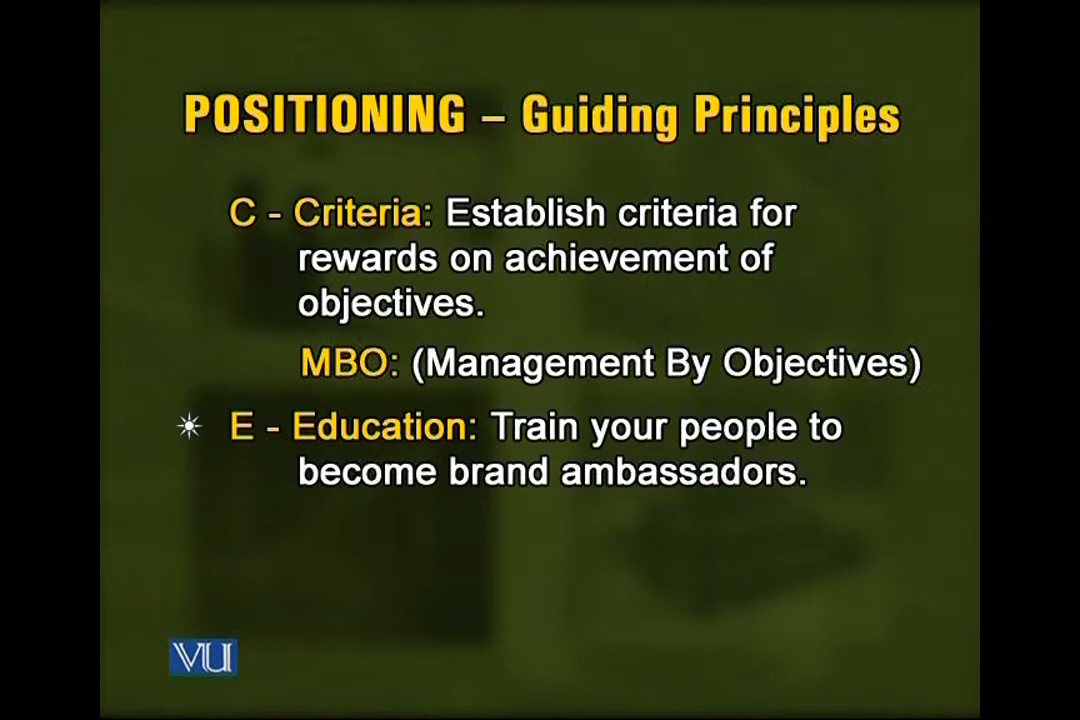 POSITIONING – Guiding Principles
C - Criteria: Establish criteria for
rewards on achievement of
objectives.
MBO: (Management By Objectives)
E - Education: Train your people to
become brand ambassadors.
VU